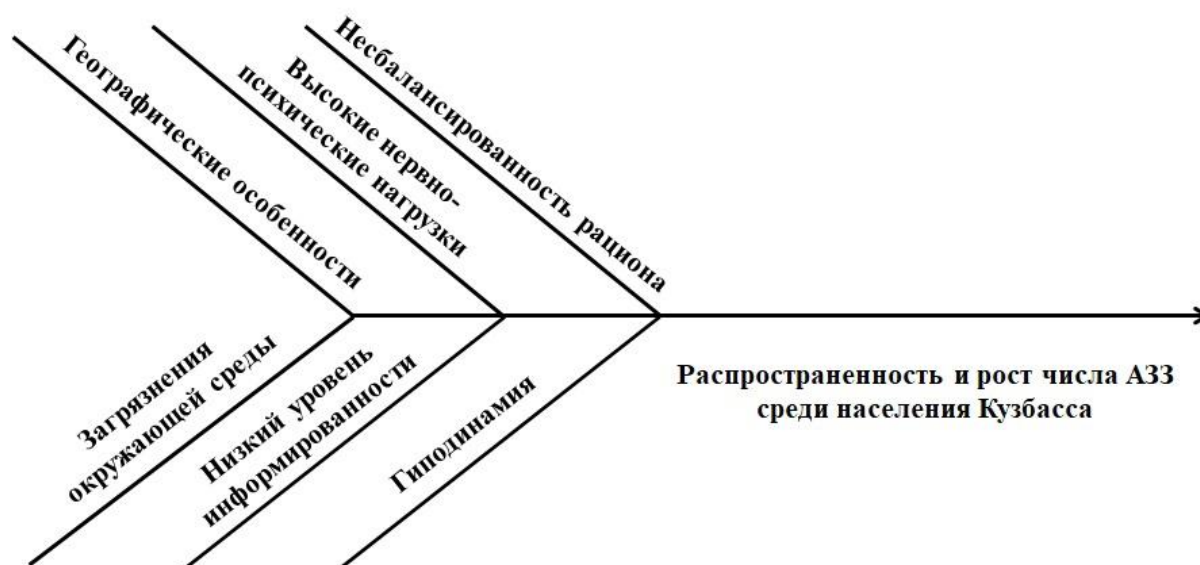 Географические особенности
Высокие нервно-
психические нагрузки
Несбалансированность рациона
Загрязнения
окружающей среды
Низкий уровень
информированности
Гиподинамия
Распространенность и рост числа АЗЗ
среди населения Кузбасса